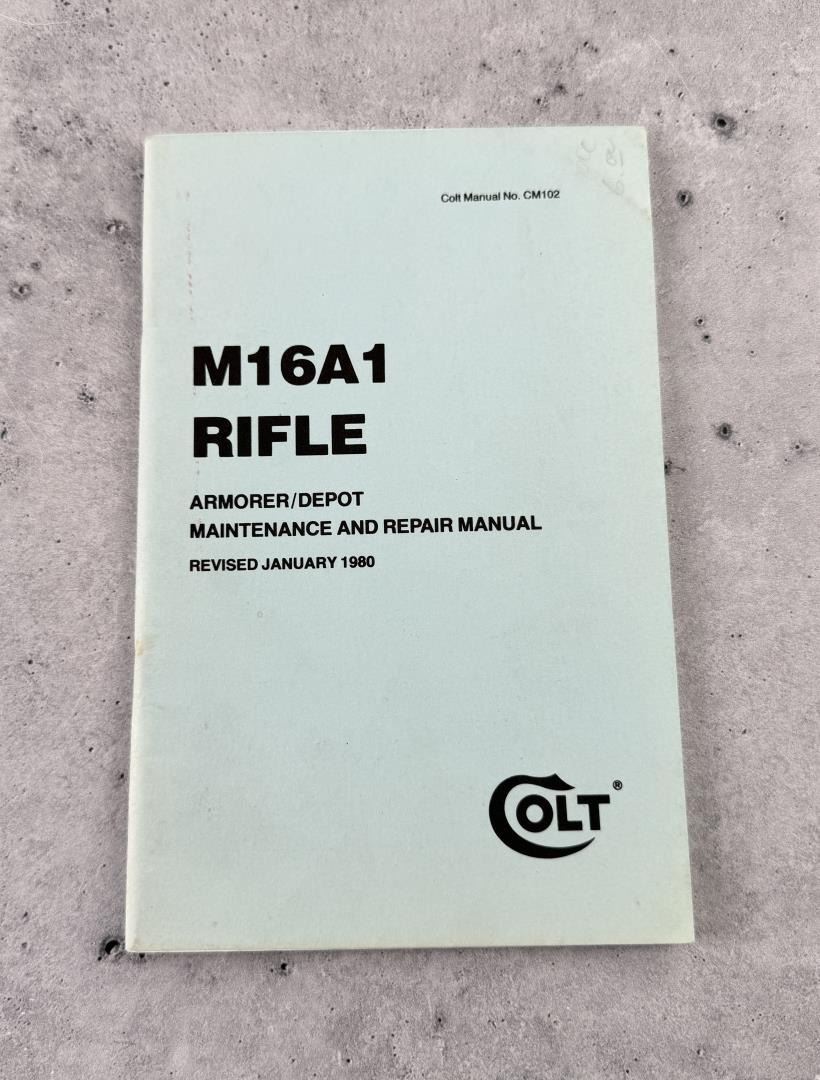 Colt Manual No. CM102
M16A1
RIFLE
ARMORER/DEPOT
MAINTENANCE AND REPAIR MANUAL
REVISED JANUARY 1980
COLT®